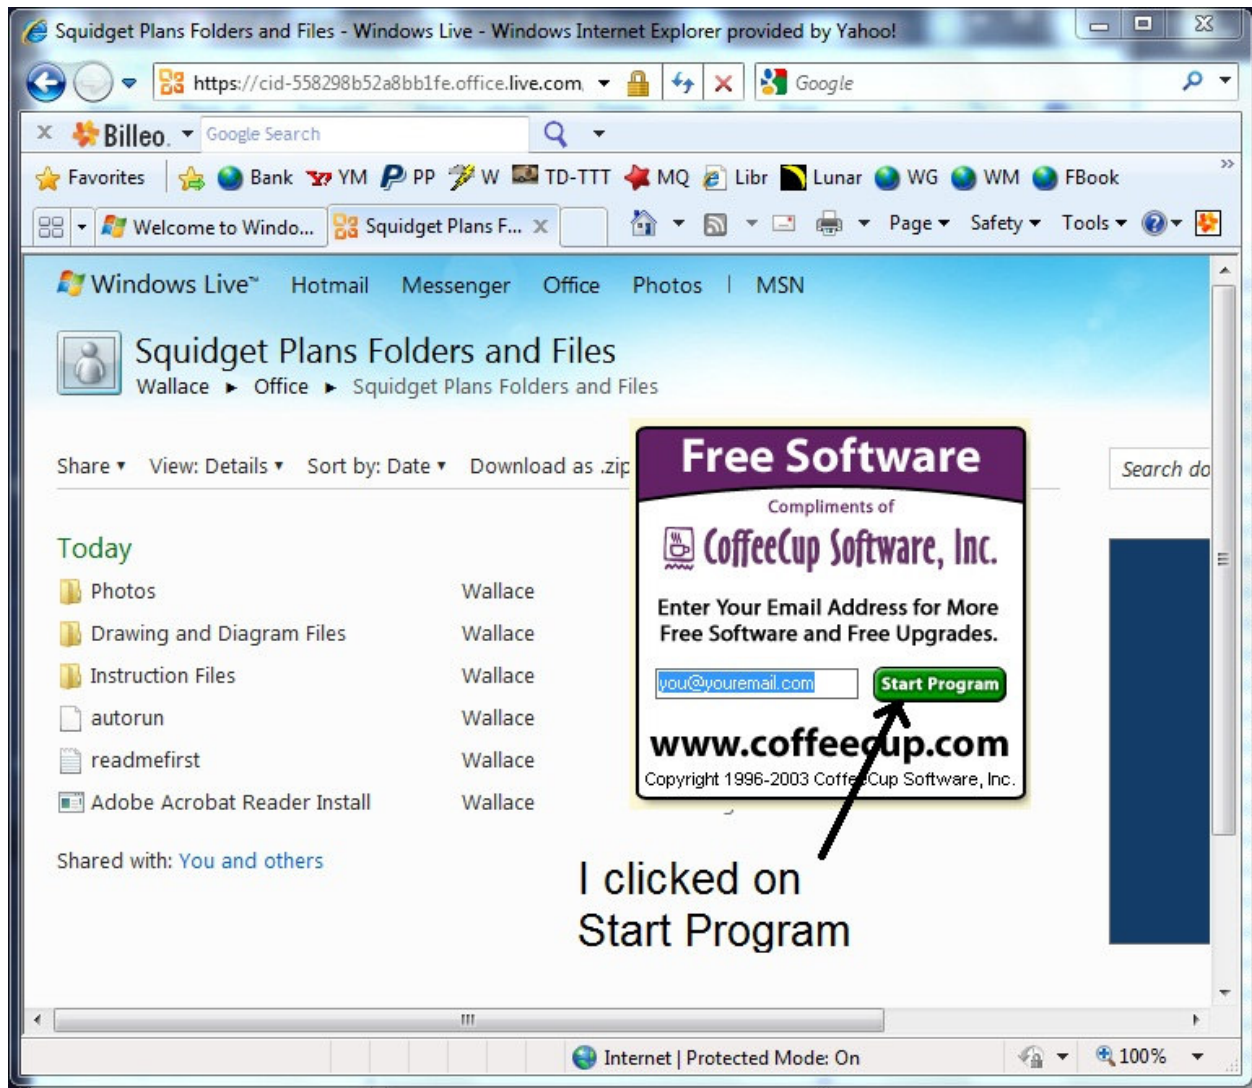 Squidget Plans Folders and Files - Windows Live - Windows Internet Explorer provided by Yahoo!
https://cid-558298b52a8bb1fe.office.live.com, Google
Billeo. Google Search
Favorites Bank YM PP W TD-TTT MQ Libr Lunar WG WM FBook
Welcome to Windo... Squidget Plans F... Page Safety Tools
Windows Live™ Hotmail Messenger Office Photos | MSN
Squidget Plans Folders and Files
Wallace ► Office ► Squidget Plans Folders and Files
Share View: Details Sort by: Date Download as .zip
Search do
Free Software
Compliments of
CoffeeCup Software, Inc.
Enter Your Email Address for More
Free Software and Free Upgrades.
you@youremail.com Start Program
www.coffeecup.com
Copyright 1996-2003 CoffeeCup Software, Inc.
Today
Photos Wallace
Drawing and Diagram Files Wallace
Instruction Files Wallace
autorun Wallace
readmefirst Wallace
Adobe Acrobat Reader Install Wallace
Shared with: You and others
I clicked on
Start Program
Internet | Protected Mode: On 100%